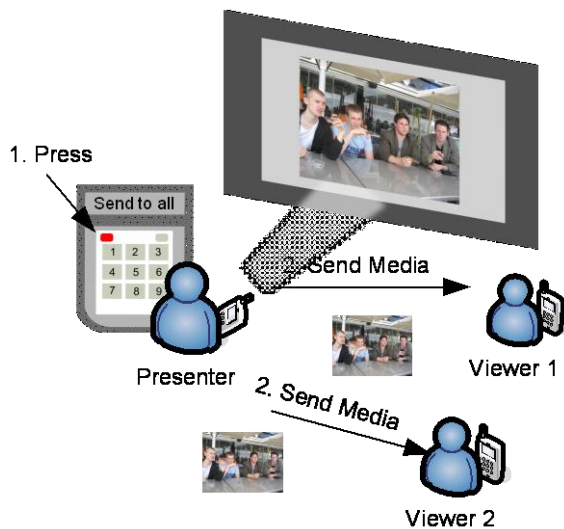 1. Press
Send to all
1 2 3
4 5 6
7 8 9
2. Send Media
Presenter
Viewer 1
2. Send Media
Viewer 2